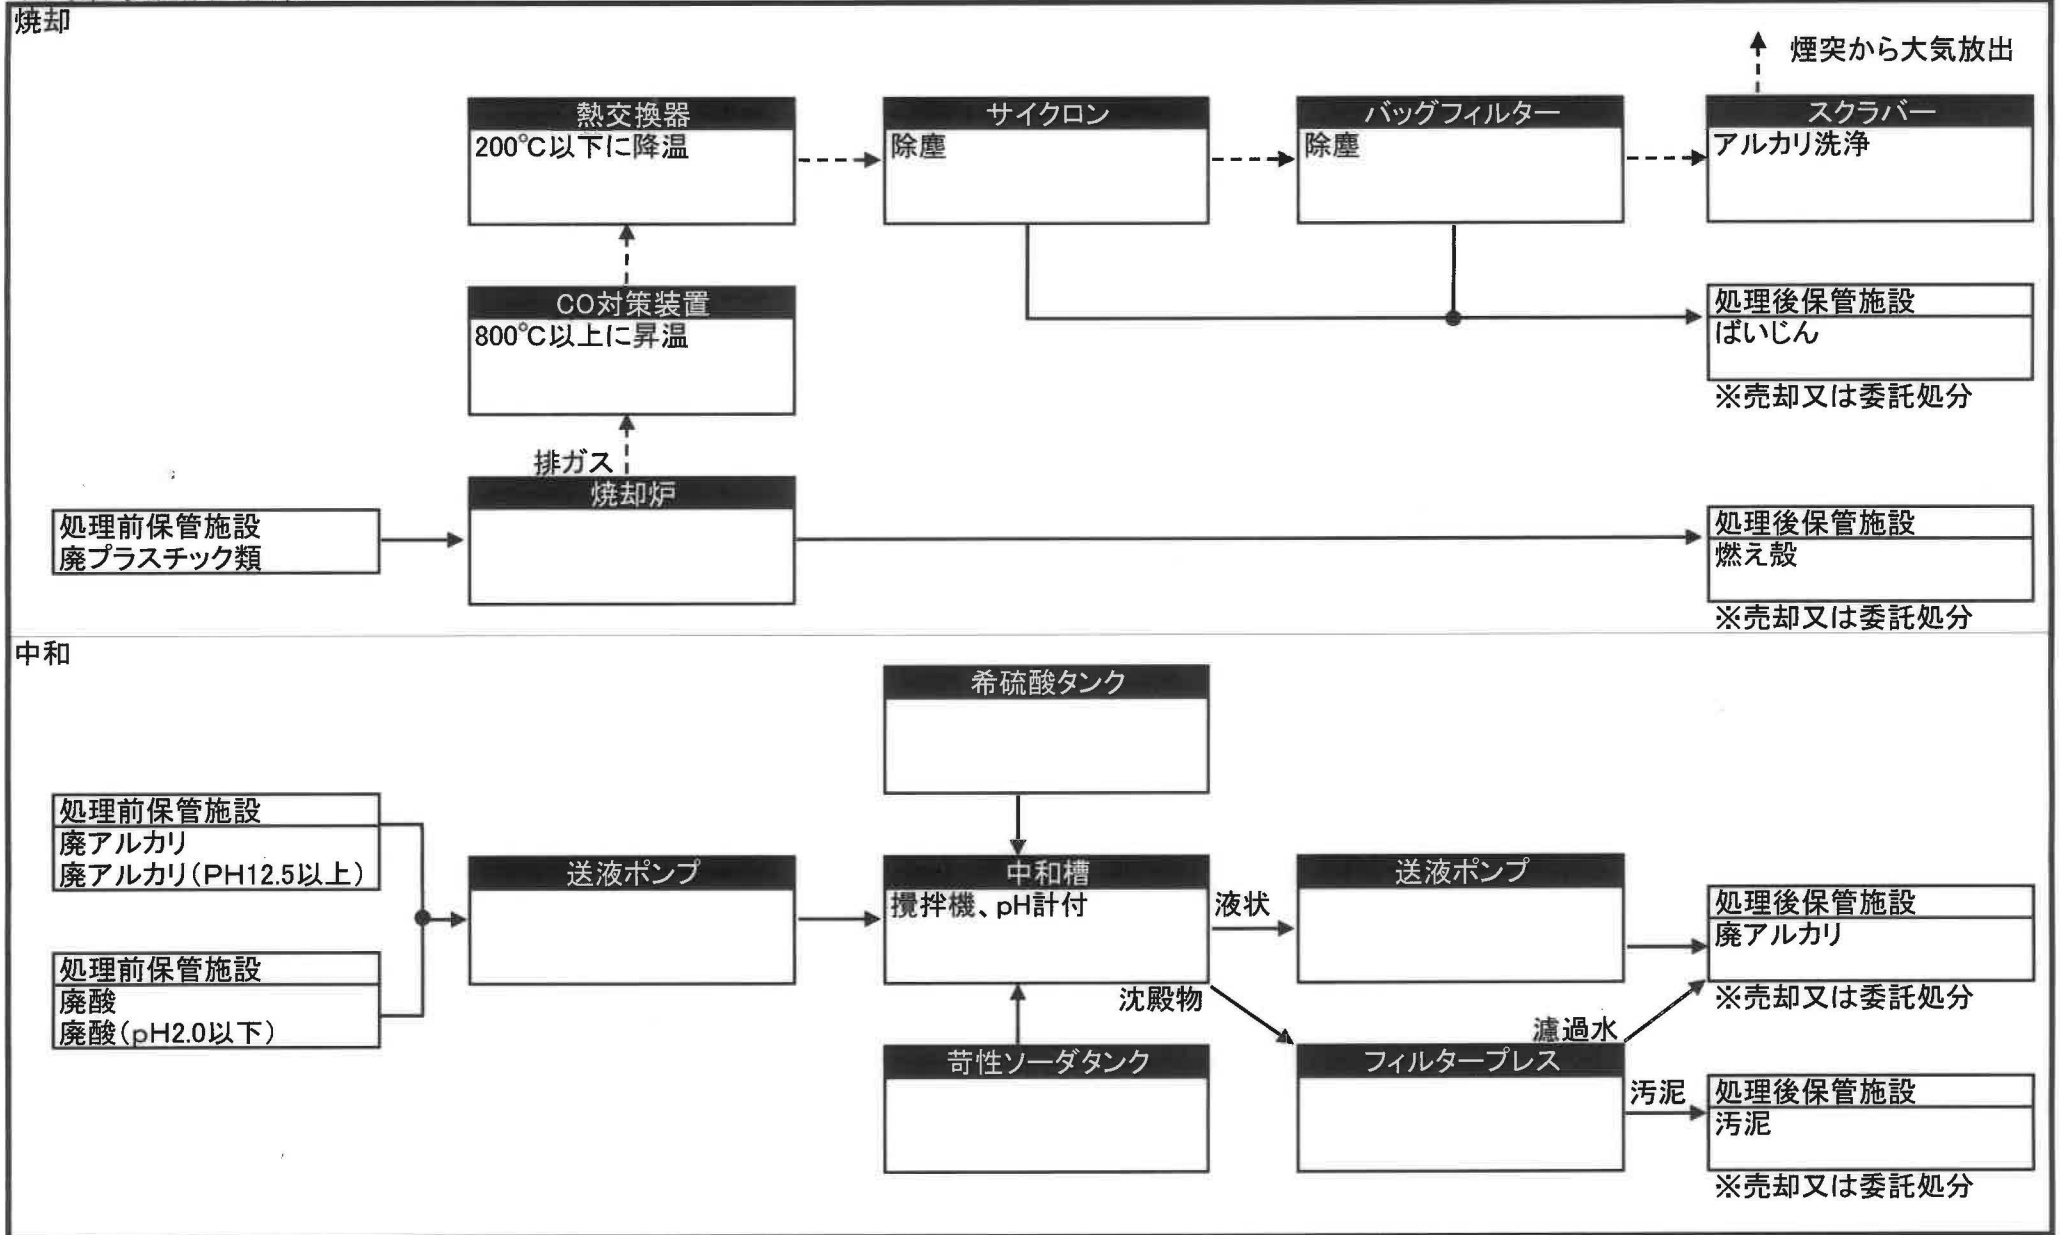 焼却
煙突から大気放出
熱交換器
200℃以下に降温
サイクロン
除塵
バッグフィルター
除塵
スクラバー
アルカリ洗浄
CO対策装置
800℃以上に昇温
処理後保管施設
ばいじん
※売却又は委託処分
排ガス
焼却炉
処理前保管施設
廃プラスチック類
処理後保管施設
燃え殻
※売却又は委託処分
中和
希硫酸タンク
処理前保管施設
廃アルカリ
廃アルカリ(PH12.5以上)
送液ポンプ
中和槽
攪拌機、pH計付
液状
送液ポンプ
処理後保管施設
廃アルカリ
※売却又は委託処分
処理前保管施設
廃酸
廃酸(pH2.0以下)
沈殿物
濾過水
苛性ソーダタンク
フィルタープレス
汚泥
処理後保管施設
汚泥
※売却又は委託処分